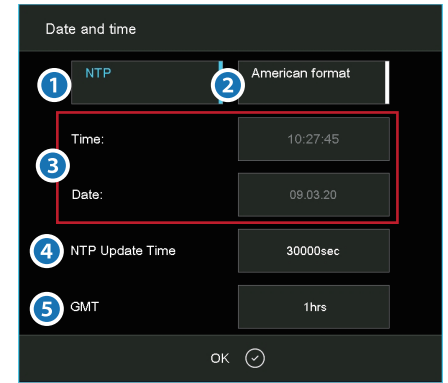 Date and time
1 NTP 2 American format
3
Time: 10:27:45
Date: 09.03.20
4 NTP Update Time 30000sec
5 GMT 1hrs
OK